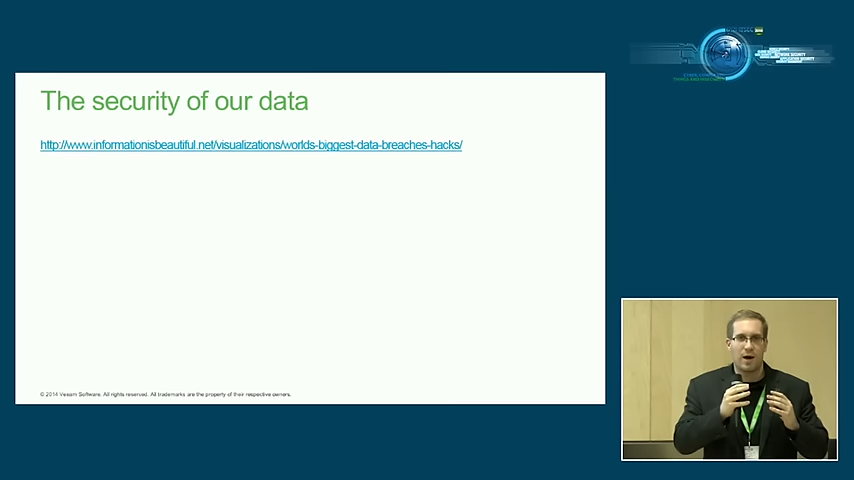 The security of our data
http://www.informationisbeautiful.net/visualizations/worlds-biggest-data-breaches-hacks/
© 2014 Veeam Software. All rights reserved. All trademarks are the property of their respective owners.